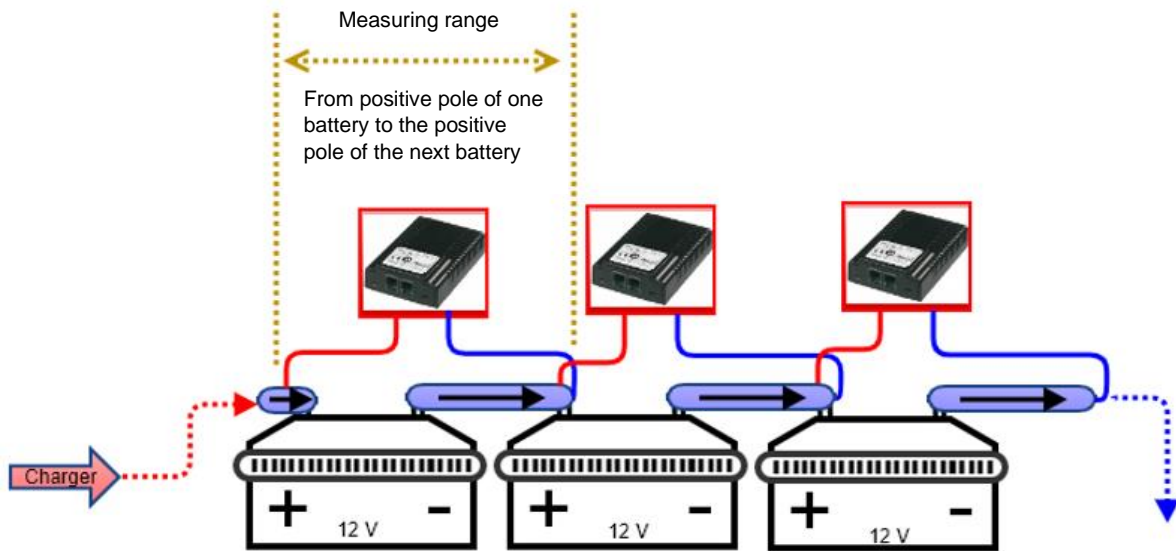 Measuring range
From positive pole of one
battery to the positive
pole of the next battery
Charger
+ -
12 V
+ -
12 V
+ -
12 V